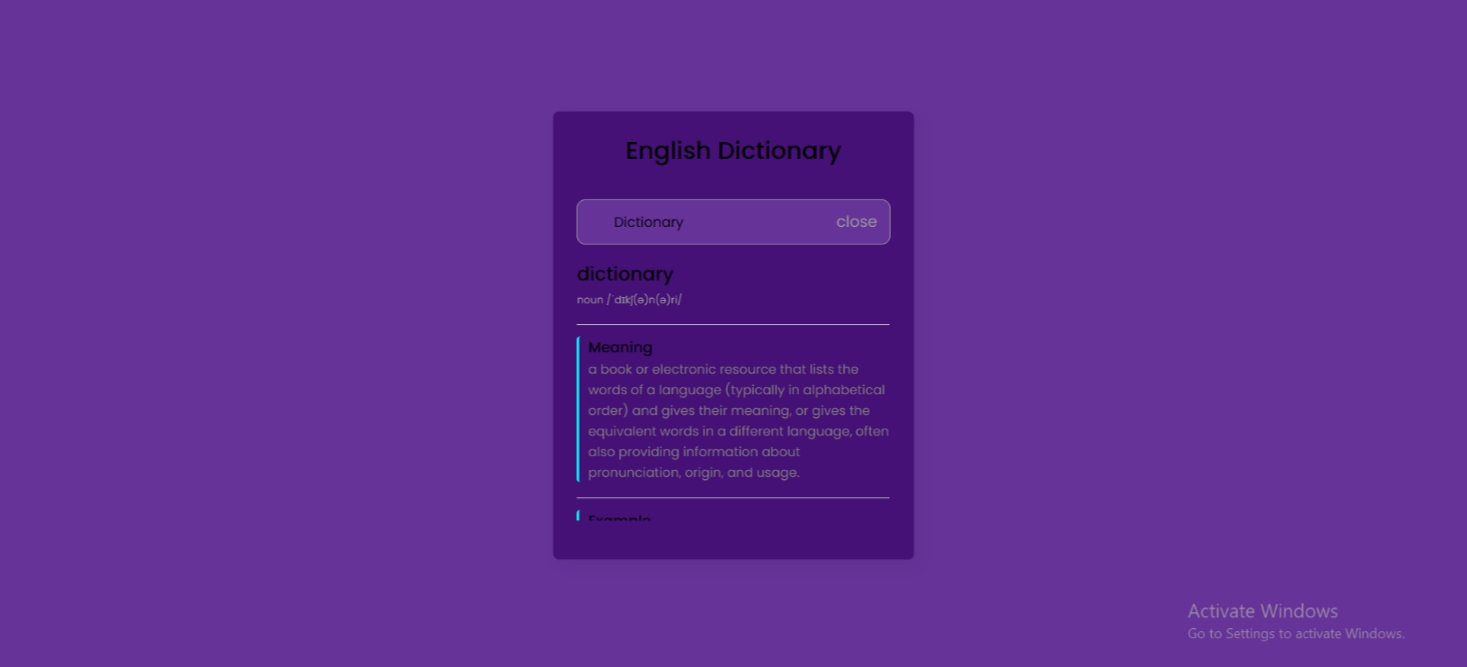 English Dictionary
Dictionary close
dictionary
noun /ˈdɪkʃ(ə)n(ə)ri/
Meaning
a book or electronic resource that lists the
words of a language (typically in alphabetical
order) and gives their meaning, or gives the
equivalent words in a different language, often
also providing information about
pronunciation, origin, and usage.
Example
Activate Windows
Go to Settings to activate Windows.